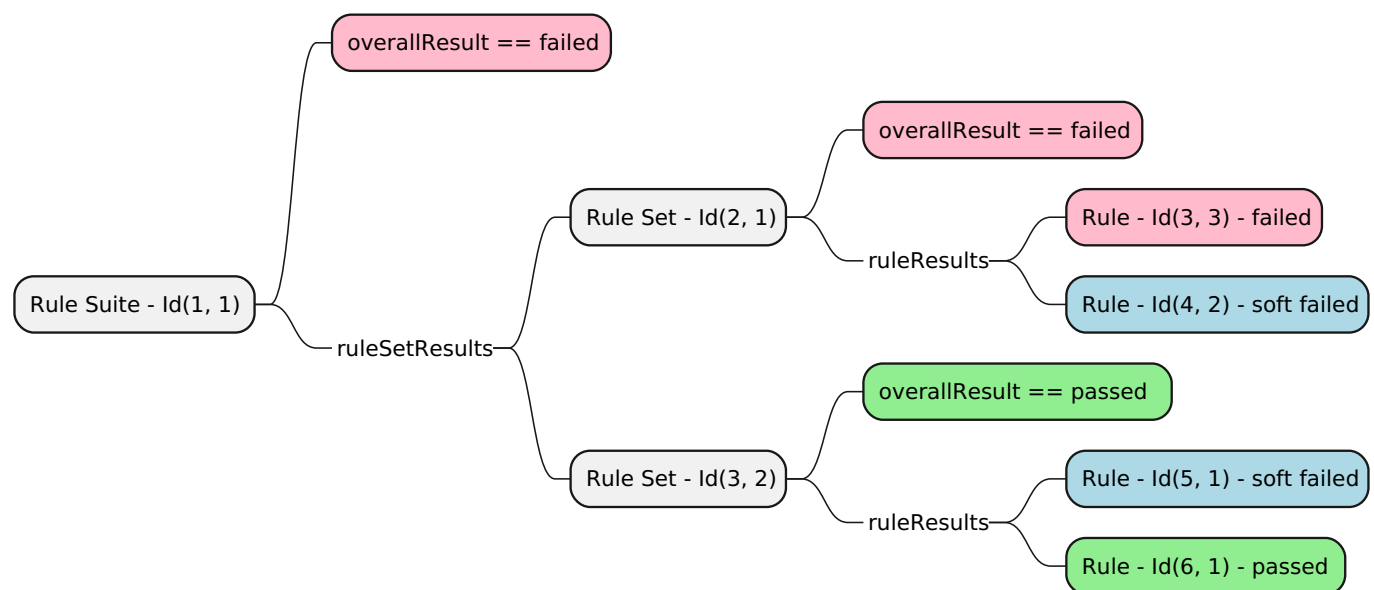 overallResult == failed
overallResult == failed
Rule Set - Id(2, 1)
Rule - Id(3, 3) - failed
ruleResults
Rule Suite - Id(1, 1)
Rule - Id(4, 2) - soft failed
ruleSetResults
overallResult == passed
Rule Set - Id(3, 2)
Rule - Id(5, 1) - soft failed
ruleResults
Rule - Id(6, 1) - passed